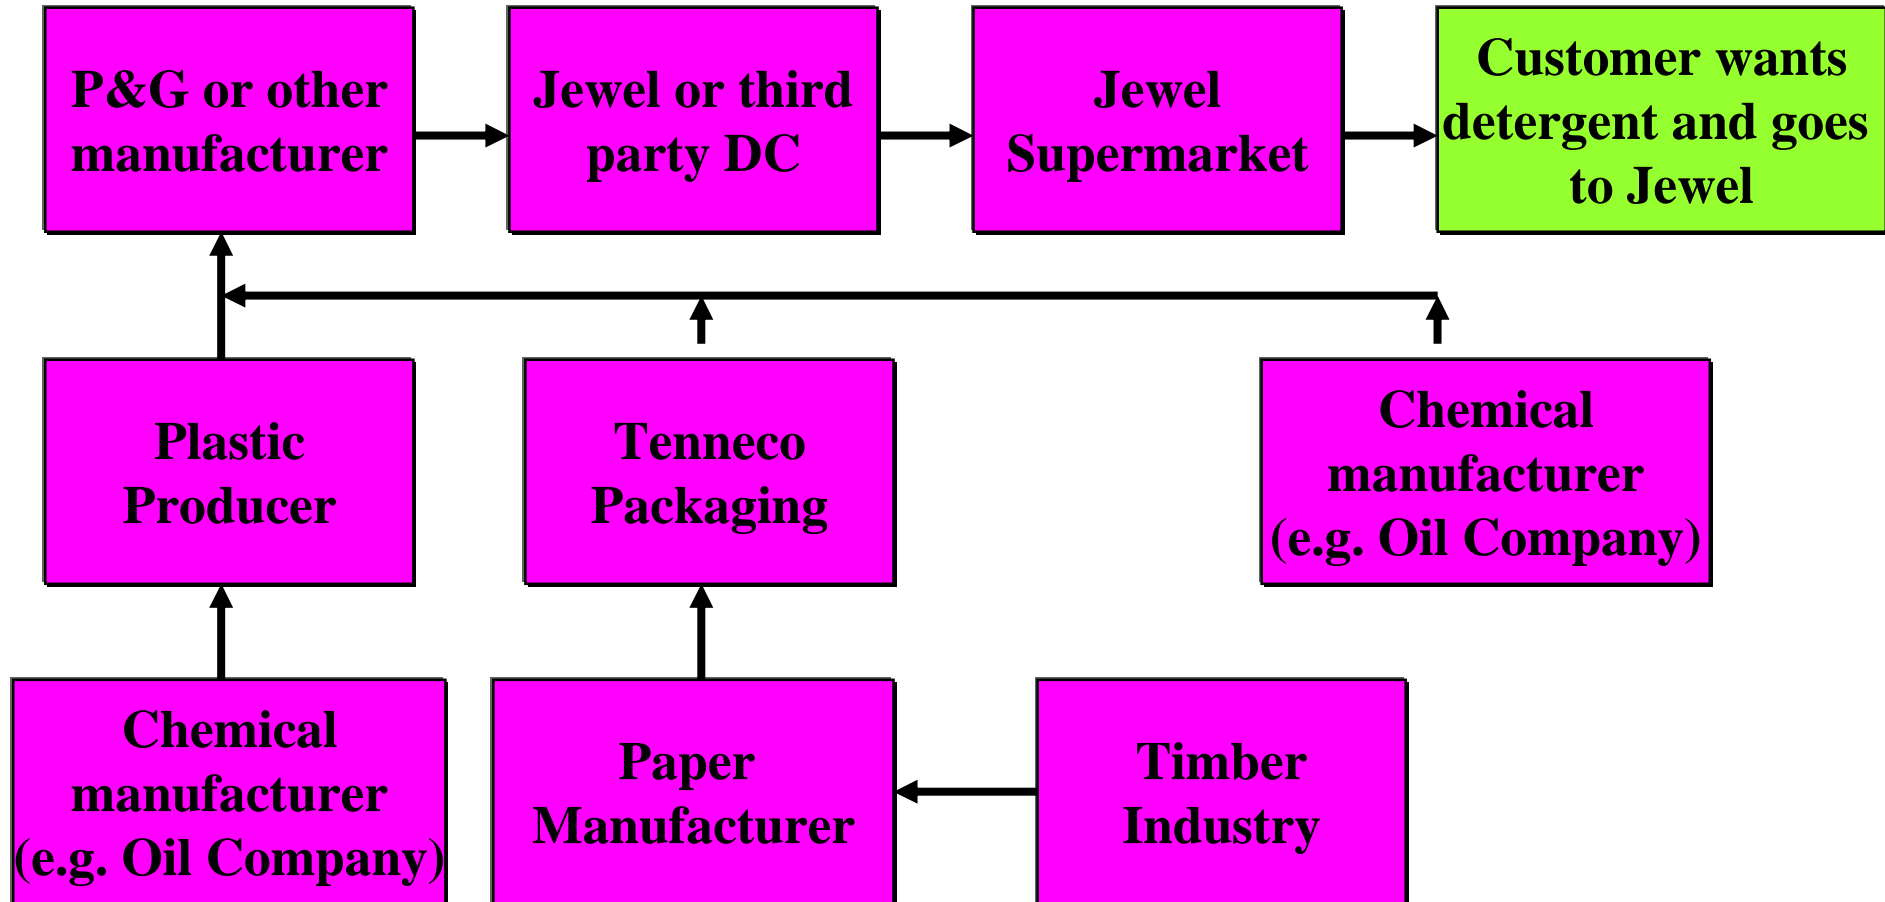 P&G or other
manufacturer
Jewel or third
party DC
Jewel
Supermarket
Customer wants
detergent and goes
to Jewel
Plastic
Producer
Tenneco
Packaging
Chemical
manufacturer
(e.g. Oil Company)
Chemical
manufacturer
(e.g. Oil Company)
Paper
Manufacturer
Timber
Industry